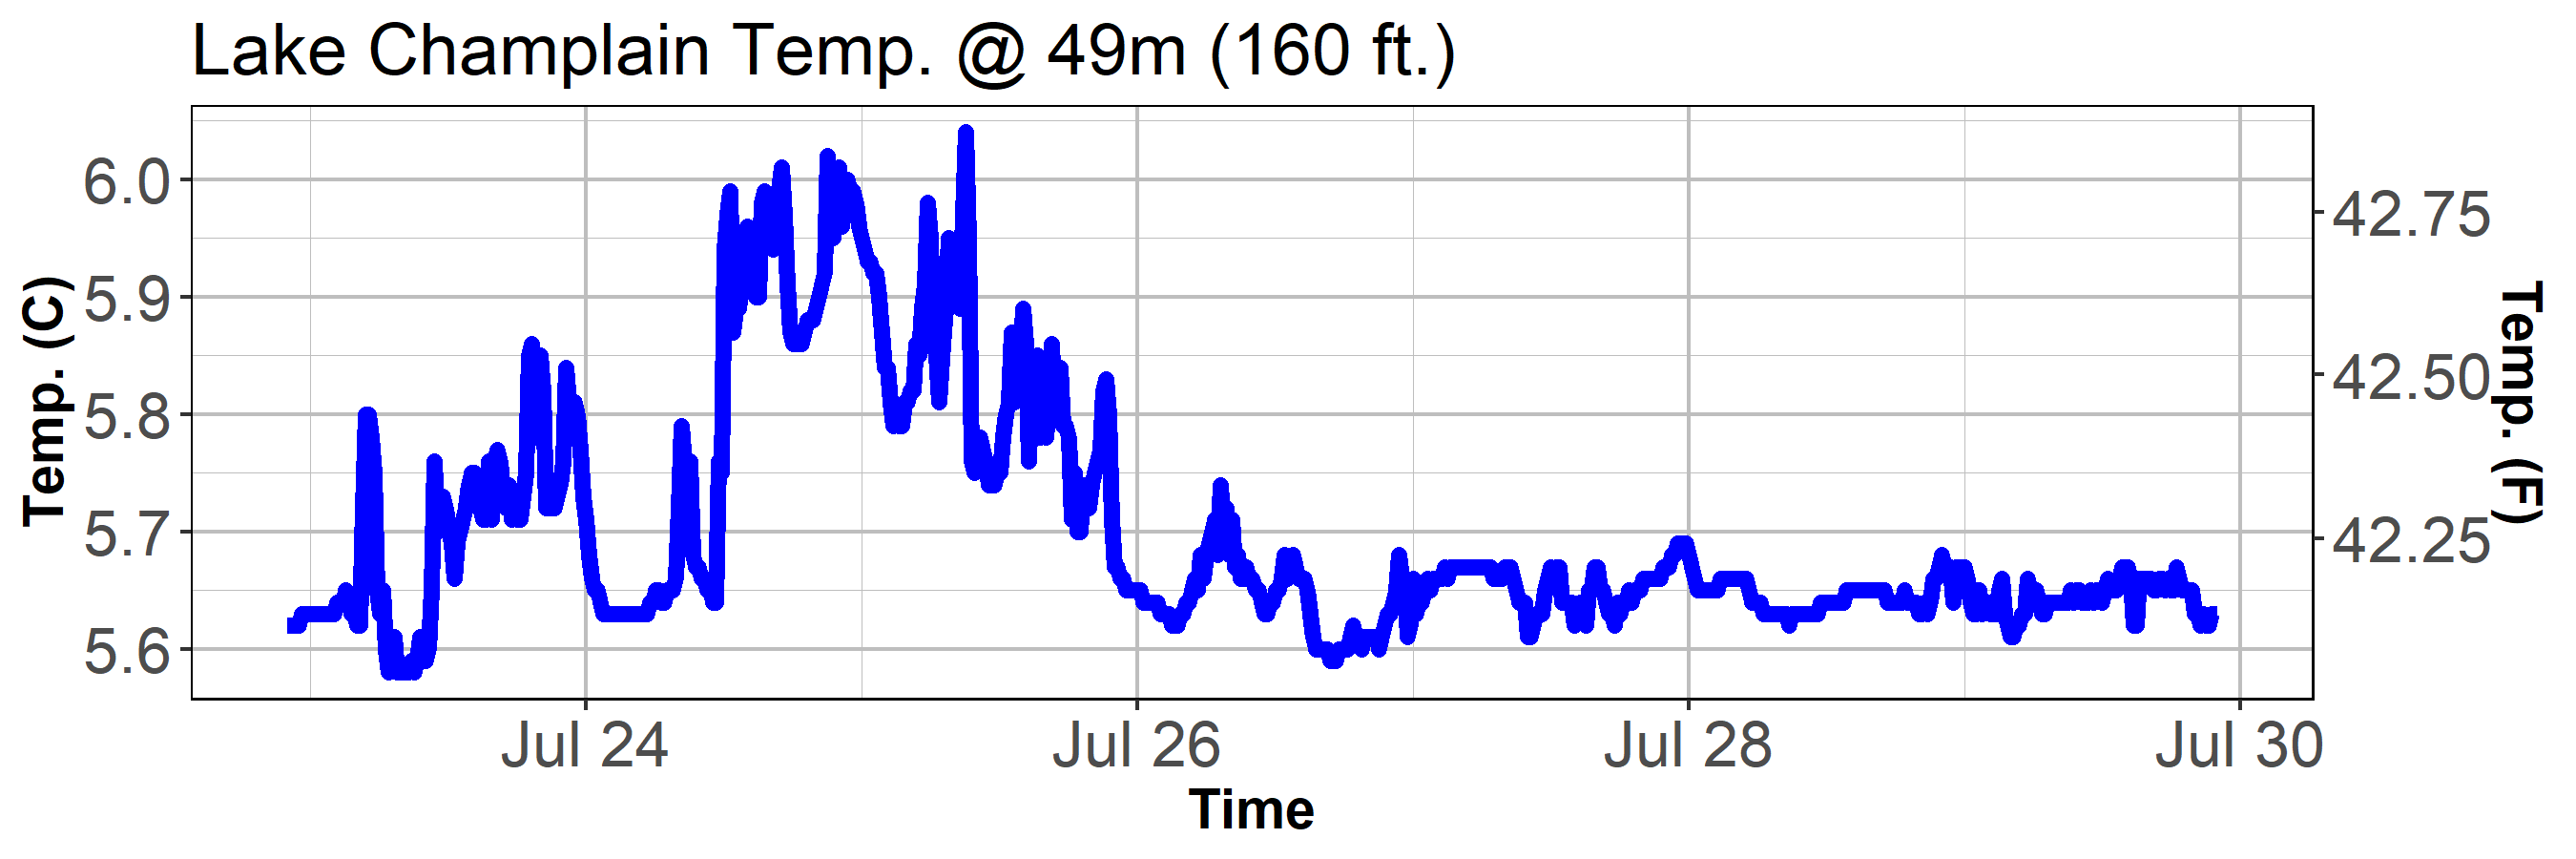 Lake Champlain Temp. @ 49m (160 ft.)
6.0
5.9
5.8
5.7
5.6
Temp. (C)
42.75
42.50
42.25
Temp. (F)
Jul 24 Jul 26 Jul 28 Jul 30
Time